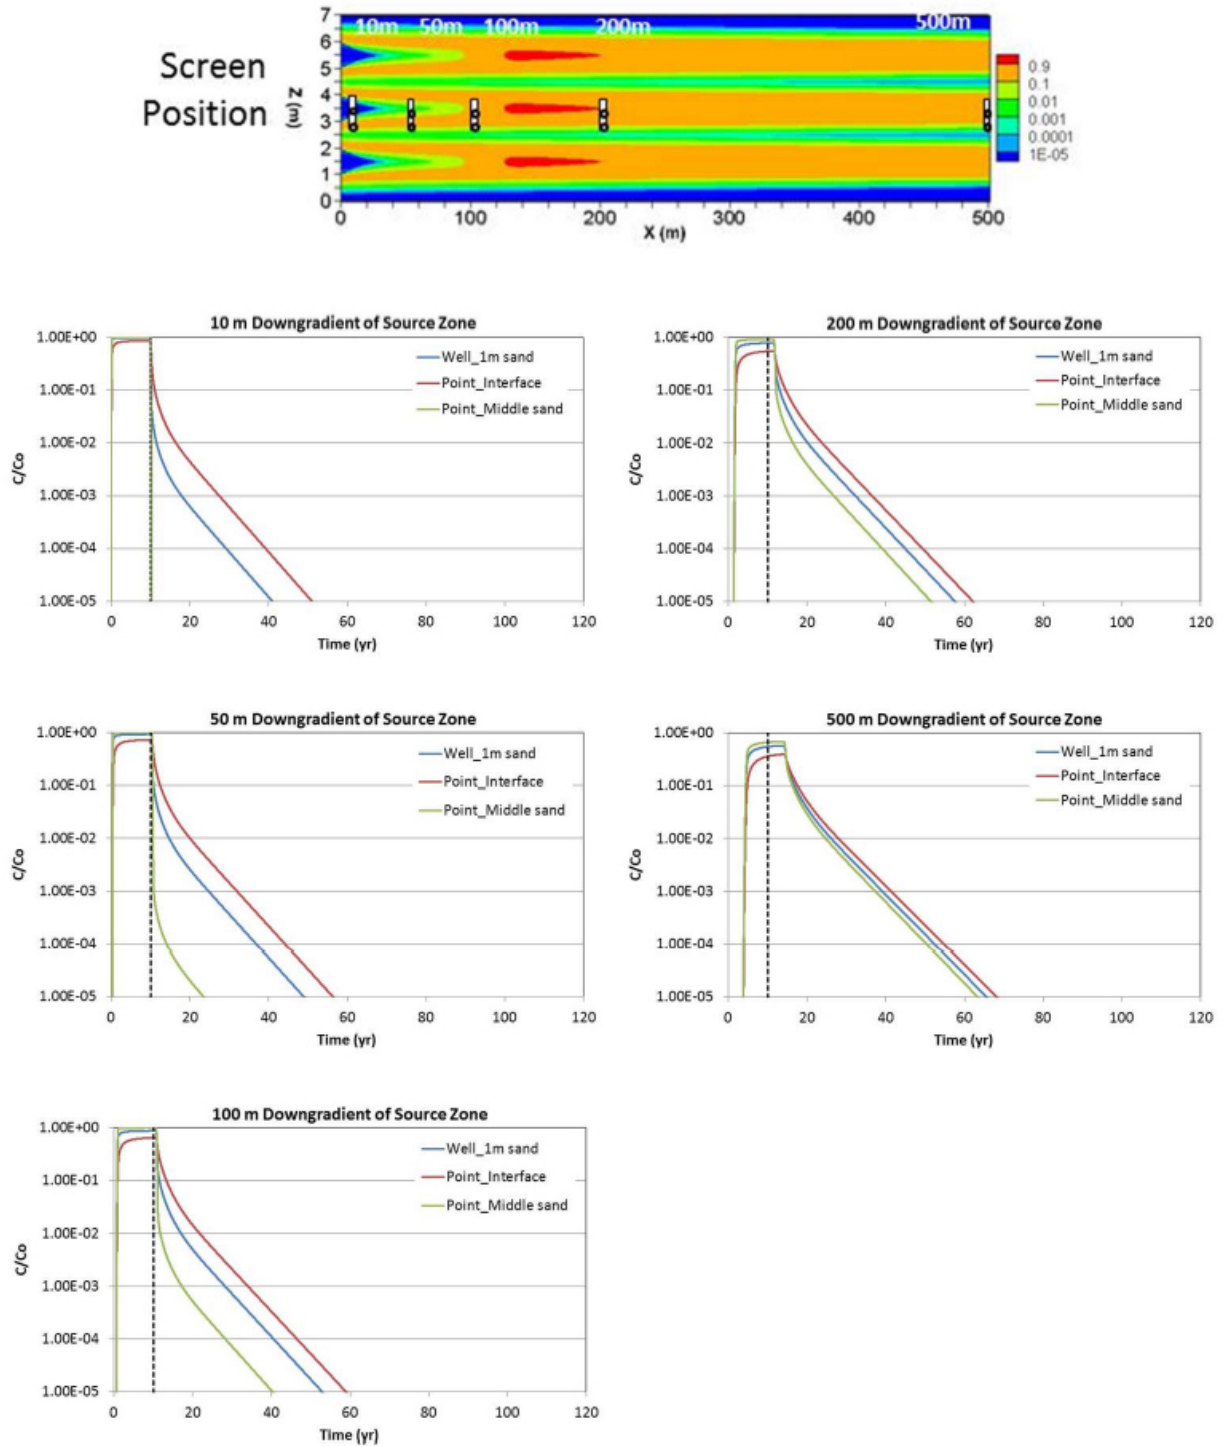 Screen
Position
Z (m)
7
6
5
4
3
2
1
0
10m 50m 100m 200m 500m
0 100 200 300 400 500
X (m)
0.9
0.1
0.01
0.001
0.0001
1E-05
10 m Downgradient of Source Zone
C/Co
1.00E+00
1.00E-01
1.00E-02
1.00E-03
1.00E-04
1.00E-05
Well_1m sand
Point_Interface
Point_Middle sand
0 20 40 60 80 100 120
Time (yr)
200 m Downgradient of Source Zone
C/Co
1.00E+00
1.00E-01
1.00E-02
1.00E-03
1.00E-04
1.00E-05
Well_1m sand
Point_Interface
Point_Middle sand
0 20 40 60 80 100 120
Time (yr)
50 m Downgradient of Source Zone
C/Co
1.00E+00
1.00E-01
1.00E-02
1.00E-03
1.00E-04
1.00E-05
Well_1m sand
Point_Interface
Point_Middle sand
0 20 40 60 80 100 120
Time (yr)
500 m Downgradient of Source Zone
C/Co
1.00E+00
1.00E-01
1.00E-02
1.00E-03
1.00E-04
1.00E-05
Well_1m sand
Point_Interface
Point_Middle sand
0 20 40 60 80 100 120
Time (yr)
100 m Downgradient of Source Zone
C/Co
1.00E+00
1.00E-01
1.00E-02
1.00E-03
1.00E-04
1.00E-05
Well_1m sand
Point_Interface
Point_Middle sand
0 20 40 60 80 100 120
Time (yr)